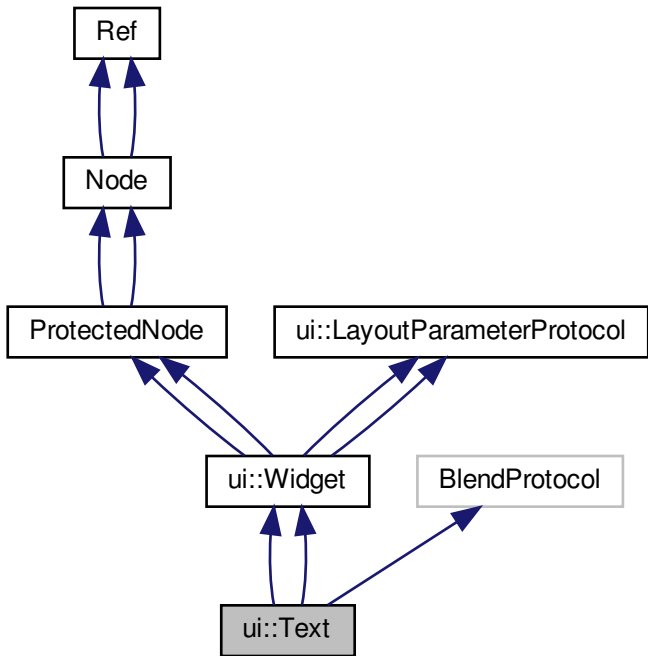 Ref
Node
ProtectedNode
ui::LayoutParameterProtocol
ui::Widget
BlendProtocol
ui::Text